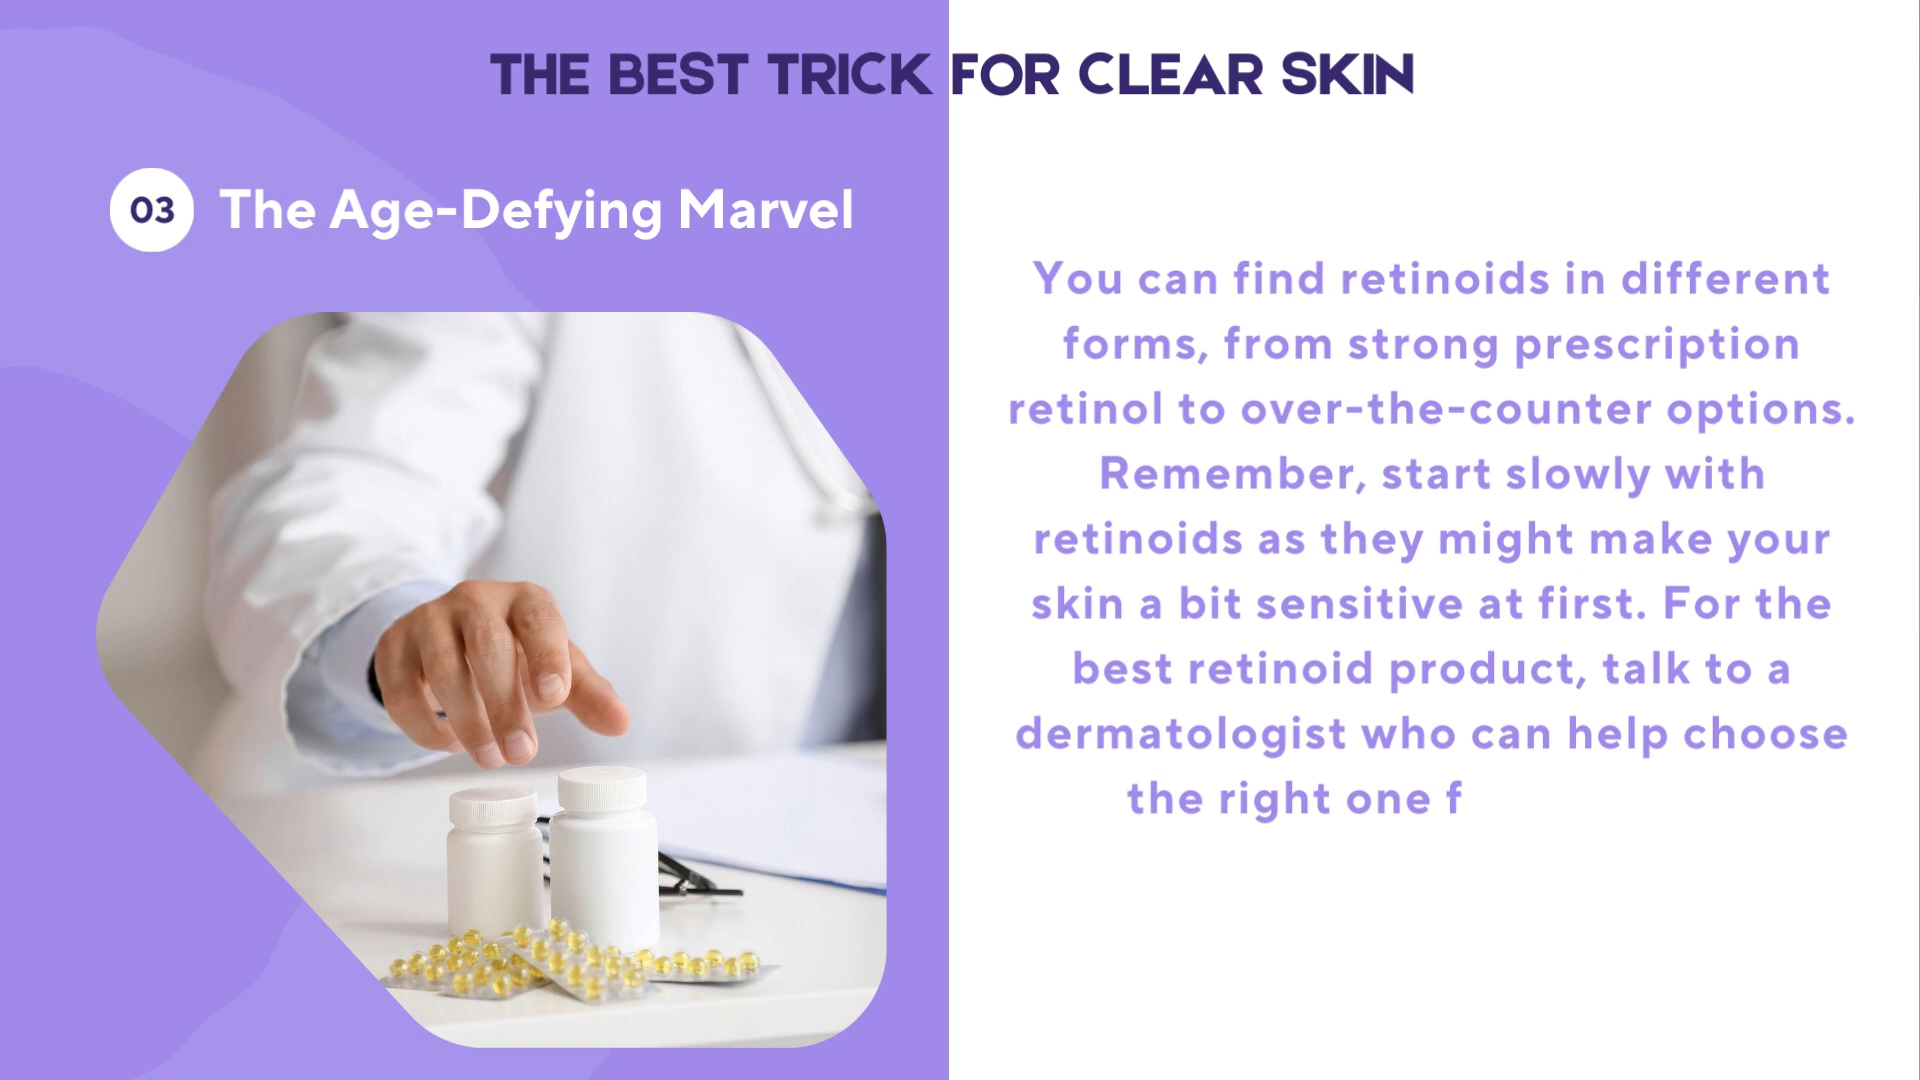 THE BEST TRICK FOR CLEAR SKIN
03 The Age-Defying Marvel
You can find retinoids in different
forms, from strong prescription
retinol to over-the-counter options.
Remember, start slowly with
retinoids as they might make your
skin a bit sensitive at first. For the
best retinoid product, talk to a
dermatologist who can help choose
the right one f